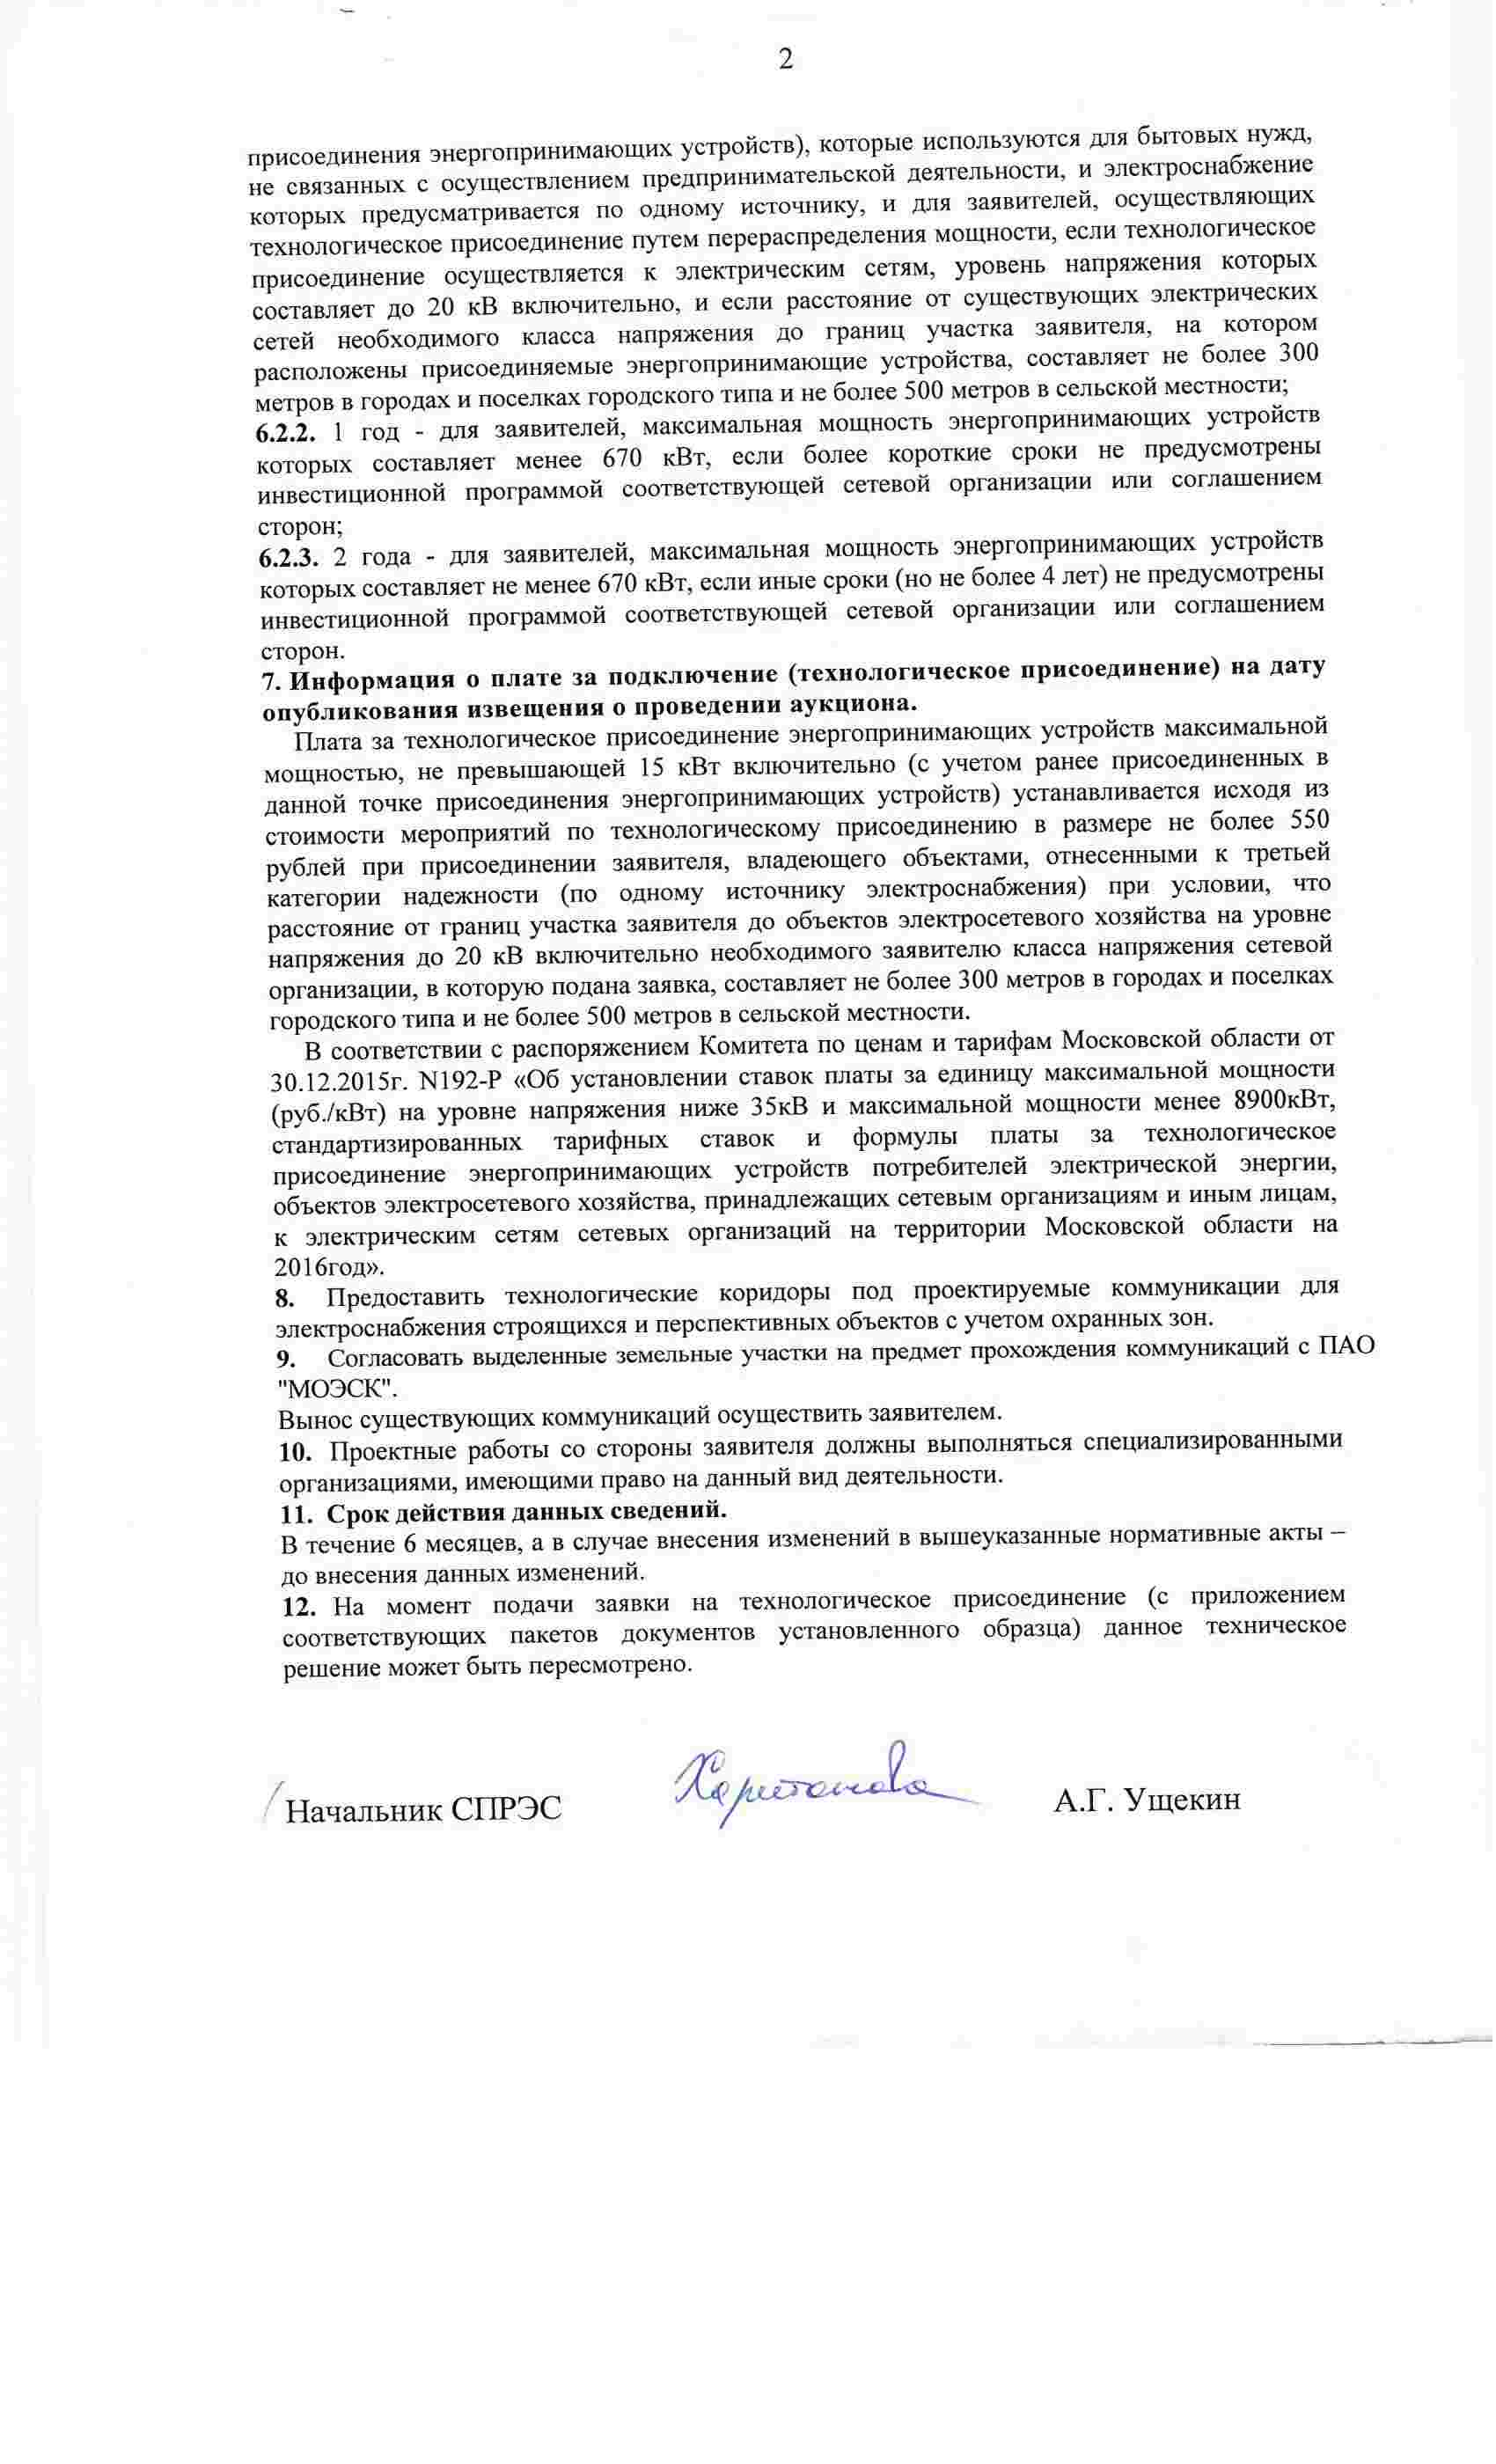 2
присоединения энергопринимающих устройств), которые используются для бытовых нужд,
не связанных с осуществлением предпринимательской деятельности, и электроснабжение
которых предусматривается по одному источнику, и для заявителей, осуществляющих
технологическое присоединение путем перераспределения мощности, если технологическое
присоединение осуществляется к электрическим сетям, уровень напряжения которых
составляет до 20 кВ включительно, и если расстояние от существующих электрических
сетей необходимого класса напряжения до границ участка заявителя, на котором
расположены присоединяемые энергопринимающие устройства, составляет не более 300
метров в городах и поселках городского типа и не более 500 метров в сельской местности;
6.2.2. 1 год - для заявителей, максимальная мощность энергопринимающих устройств
которых составляет менее 670 кВт, если более короткие сроки не предусмотрены
инвестиционной программой соответствующей сетевой организации или соглашением
сторон;
6.2.3. 2 года - для заявителей, максимальная мощность энергопринимающих устройств
которых составляет не менее 670 кВт, если иные сроки (но не более 4 лет) не предусмотрены
инвестиционной программой соответствующей сетевой организации или соглашением
сторон.
7. Информация о плате за подключение (технологическое присоединение) на дату
опубликования извещения о проведении аукциона.
Плата за технологическое присоединение энергопринимающих устройств максимальной
мощностью, не превышающей 15 кВт включительно (с учетом ранее присоединенных в
данной точке присоединения энергопринимающих устройств) устанавливается исходя из
стоимости мероприятий по технологическому присоединению в размере не более 550
рублей при присоединении заявителя, владеющего объектами, отнесенными к третьей
категории надежности (по одному источнику электроснабжения) при условии, что
расстояние от границ участка заявителя до объектов электросетевого хозяйства на уровне
напряжения до 20 кВ включительно необходимого заявителю класса напряжения сетевой
организации, в которую подана заявка, составляет не более 300 метров в городах и поселках
городского типа и не более 500 метров в сельской местности.
В соответствии с распоряжением Комитета по ценам и тарифам Московской области от
30.12.2015г. N192-Р «Об установлении ставок платы за единицу максимальной мощности
(руб./кВт) на уровне напряжения ниже 35кВ и максимальной мощности менее 8900кВт,
стандартизированных тарифных ставок и формулы платы за технологическое
присоединение энергопринимающих устройств потребителей электрической энергии,
объектов электросетевого хозяйства, принадлежащих сетевым организациям и иным лицам,
к электрическим сетям сетевых организаций на территории Московской области на
2016год».
8. Предоставить технологические коридоры под проектируемые коммуникации для
электроснабжения строящихся и перспективных объектов с учетом охранных зон.
9. Согласовать выделенные земельные участки на предмет прохождения коммуникаций с ПАО
"МОЭСК".
Вынос существующих коммуникаций осуществить заявителем.
10. Проектные работы со стороны заявителя должны выполняться специализированными
организациями, имеющими право на данный вид деятельности.
11. Срок действия данных сведений.
В течение 6 месяцев, а в случае внесения изменений в вышеуказанные нормативные акты –
до внесения данных изменений.
12. На момент подачи заявки на технологическое присоединение (с приложением
соответствующих пакетов документов установленного образца) данное техническое
решение может быть пересмотрено.
/ Начальник СПРЭС Харитонова А.Г. Ущекин